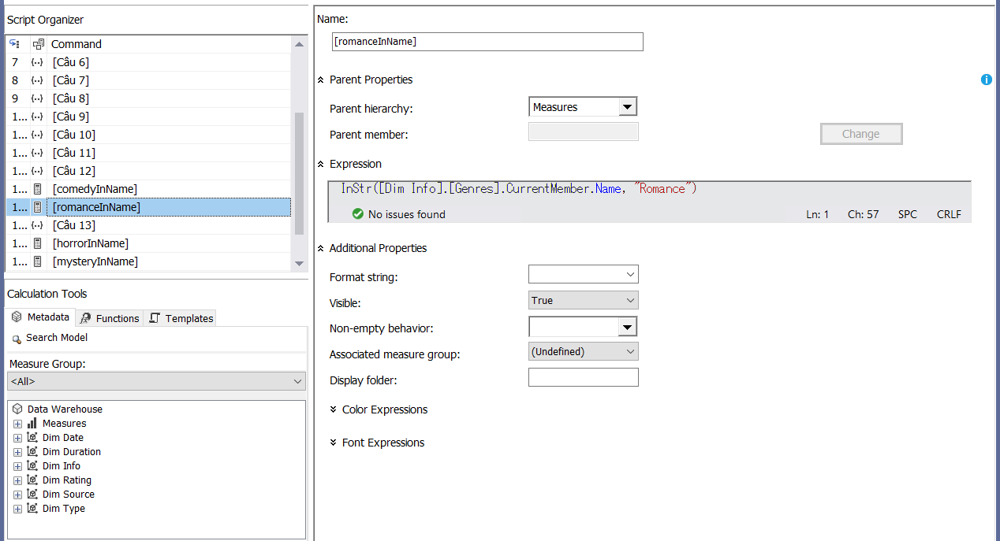 Script Organizer
Command
7 [Câu 6]
8 [Câu 7]
9 [Câu 8]
1... [Câu 9]
1... [Câu 10]
1... [Câu 11]
1... [Câu 12]
1... [comedyInName]
1... [romanceInName]
1... [Câu 13]
1... [horrorInName]
1... [mysteryInName]
Calculation Tools
Metadata Functions Templates
Search Model
Measure Group:
<All>
Data Warehouse
Measures
Dim Date
Dim Duration
Dim Info
Dim Rating
Dim Source
Dim Type
Name:
[romanceInName]
Parent Properties
Parent hierarchy: Measures
Parent member: Change
Expression
InStr([Dim Info].[Genres].CurrentMember.Name, "Romance")
No issues found Ln: 1 Ch: 57 SPC CRLF
Additional Properties
Format string:
Visible: True
Non-empty behavior:
Associated measure group: (Undefined)
Display folder:
Color Expressions
Font Expressions